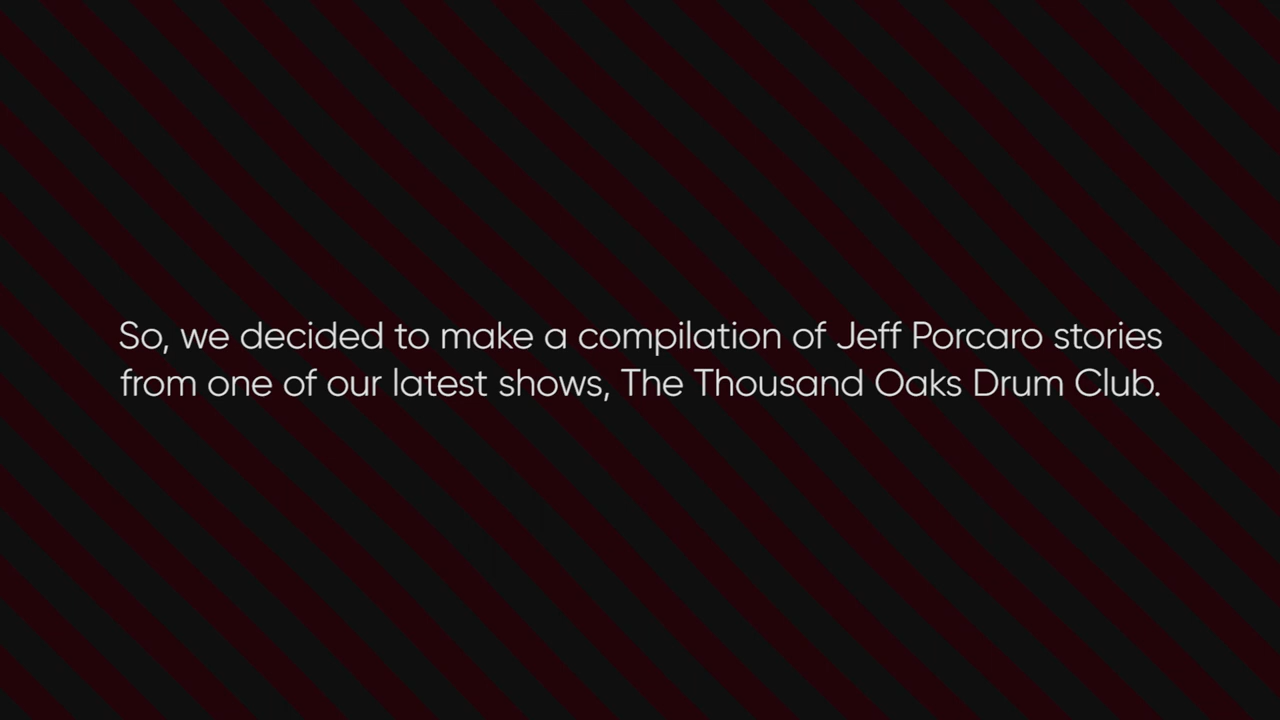 So, we decided to make a compilation of Jeff Porcaro stories
from one of our latest shows, The Thousand Oaks Drum Club.